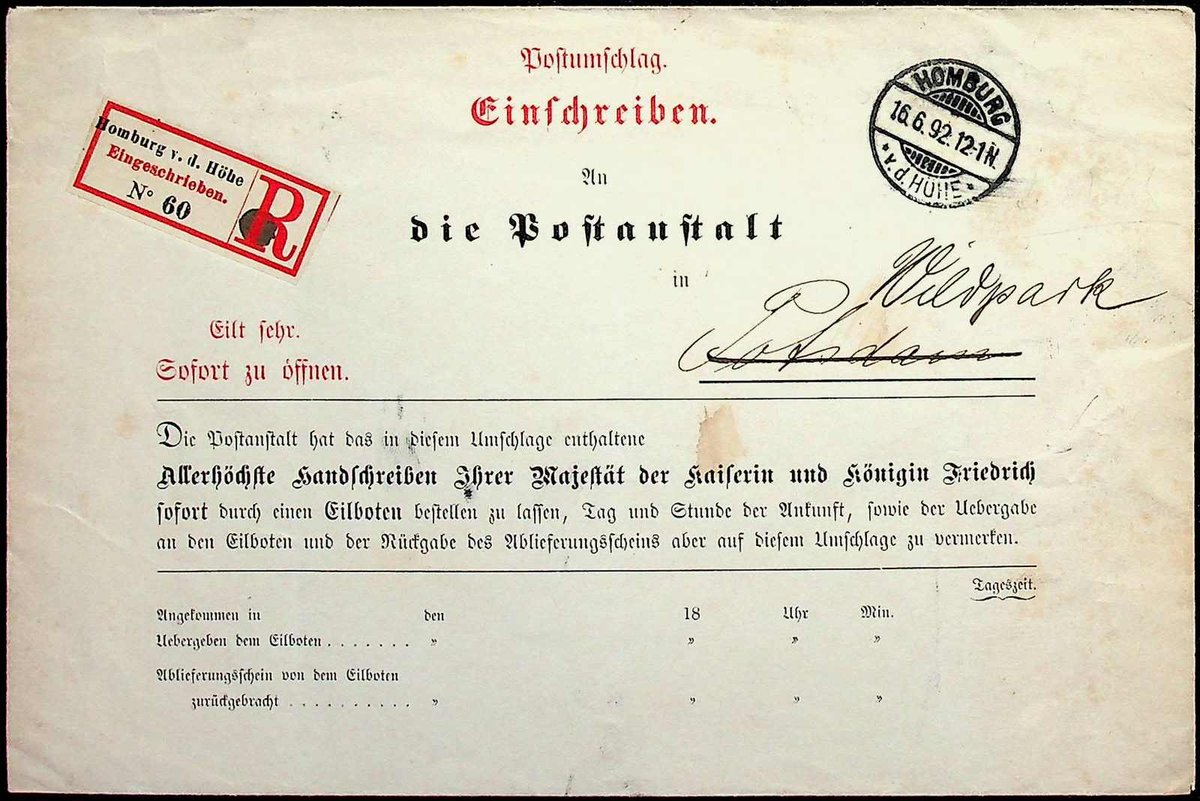 Postumschlag.
Einschreiben.
Homburg v. d. Höhe
Eingeschrieben.
No 60
R
HOMBURG
16.6.92.12-1N.
* v.d. HÖHE *
An
die Postanstalt
in
Wildpark
Potsdam
Eilt sehr.
Sofort zu öffnen.
Die Postanstalt hat das in diesem Umschlage enthaltene
Allerhöchste Handschreiben Ihrer Majestät der Kaiserin und Königin Friedrich
sofort durch einen Eilboten bestellen zu lassen, Tag und Stunde der Ankunft, sowie der Uebergabe
an den Eilboten und der Rückgabe des Ablieferungsscheins aber auf diesem Umschlage zu vermerken.
Tageszeit.
Angekommen in den 18 Uhr Min.
Uebergeben dem Eilboten . . . . . . . „ „ „ „
Ablieferungsschein von dem Eilboten
zurückgebracht . . . . . . . . . . „ „ „ „